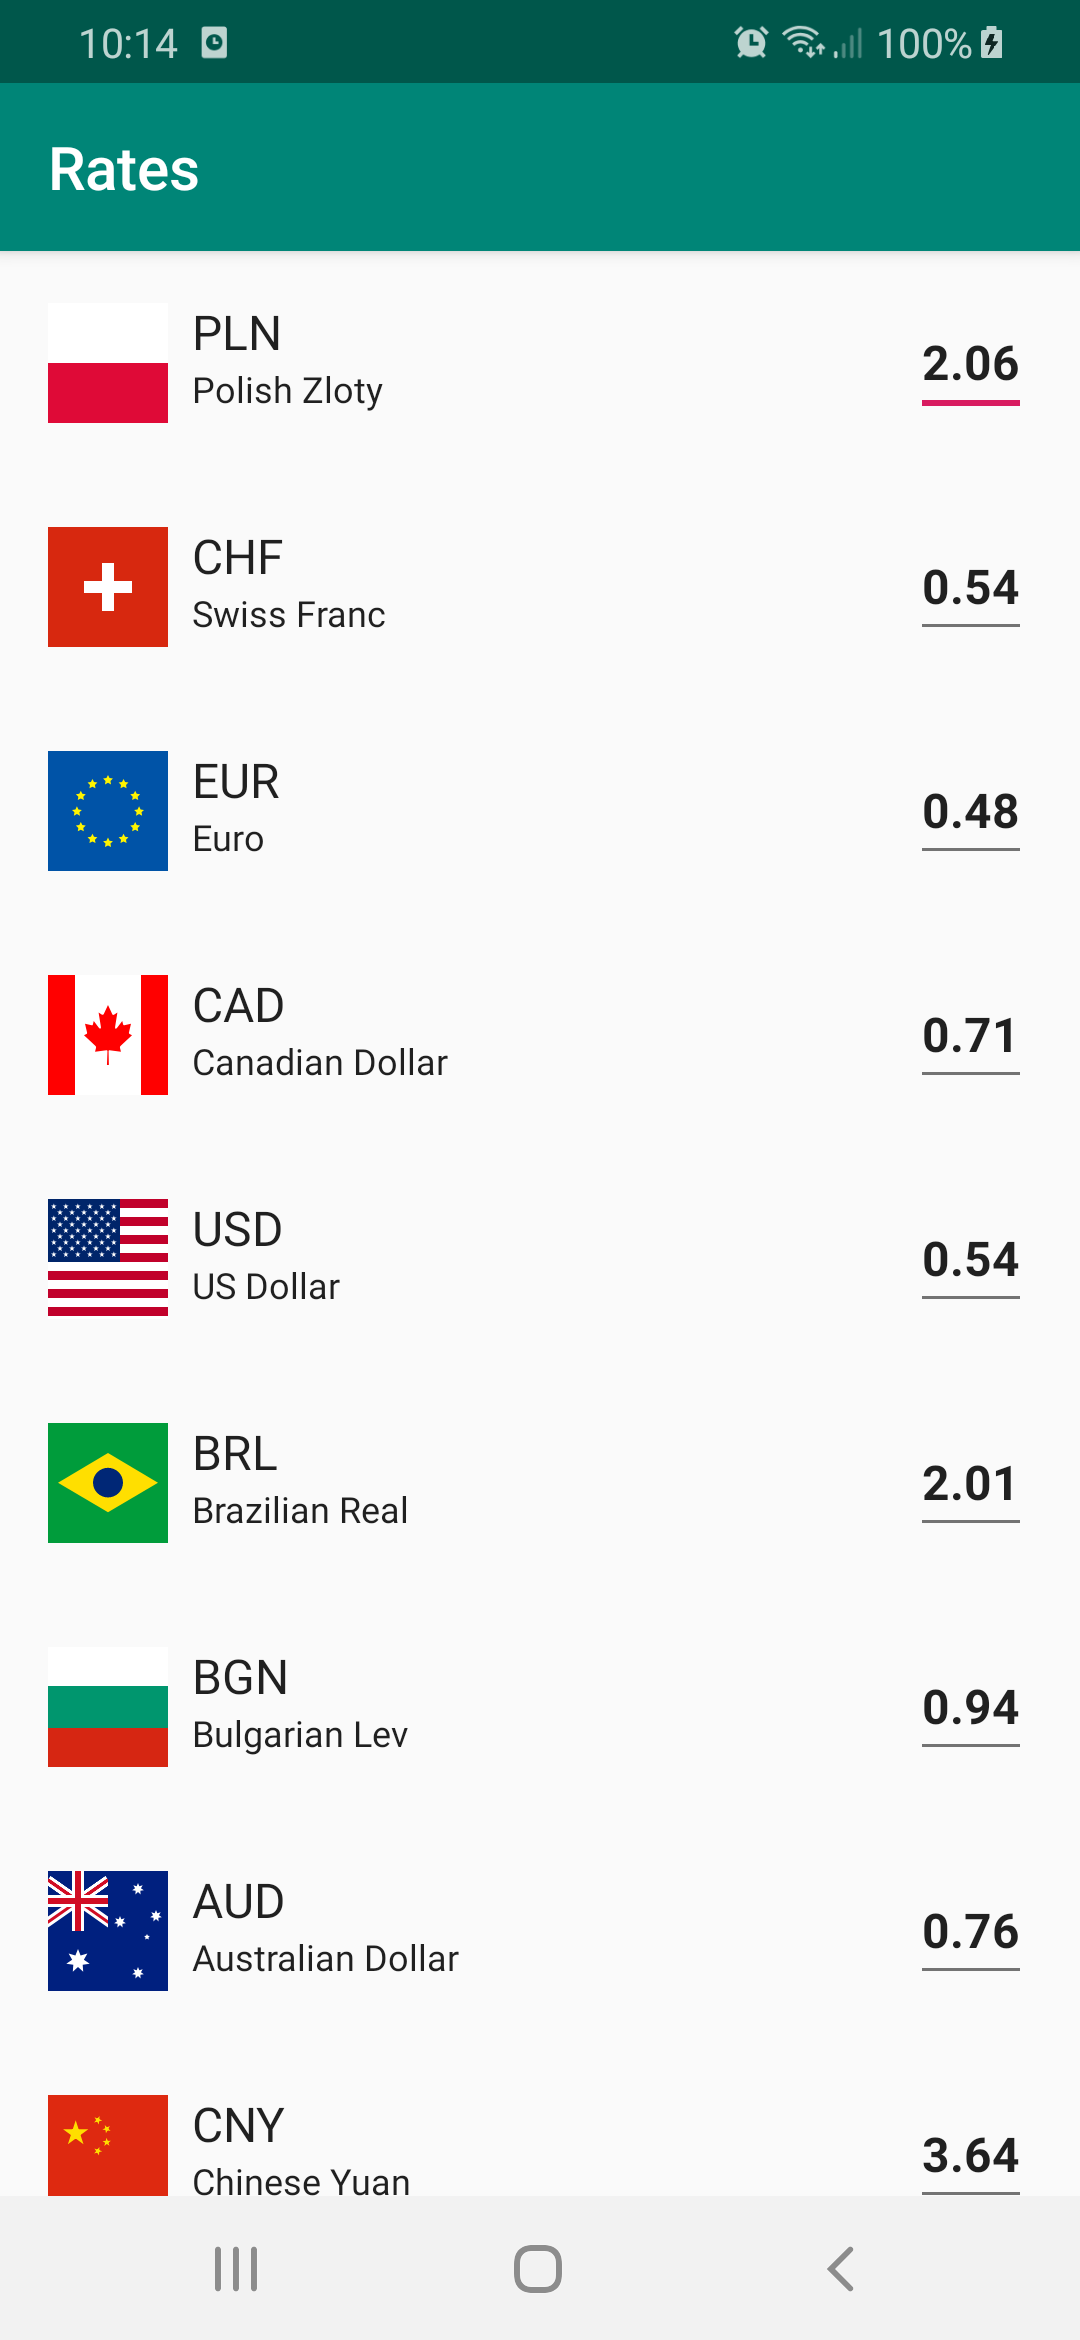 10:14 100%
Rates
PLN
Polish Zloty
2.06
CHF
Swiss Franc
0.54
EUR
Euro
0.48
CAD
Canadian Dollar
0.71
USD
US Dollar
0.54
BRL
Brazilian Real
2.01
BGN
Bulgarian Lev
0.94
AUD
Australian Dollar
0.76
CNY
Chinese Yuan
3.64